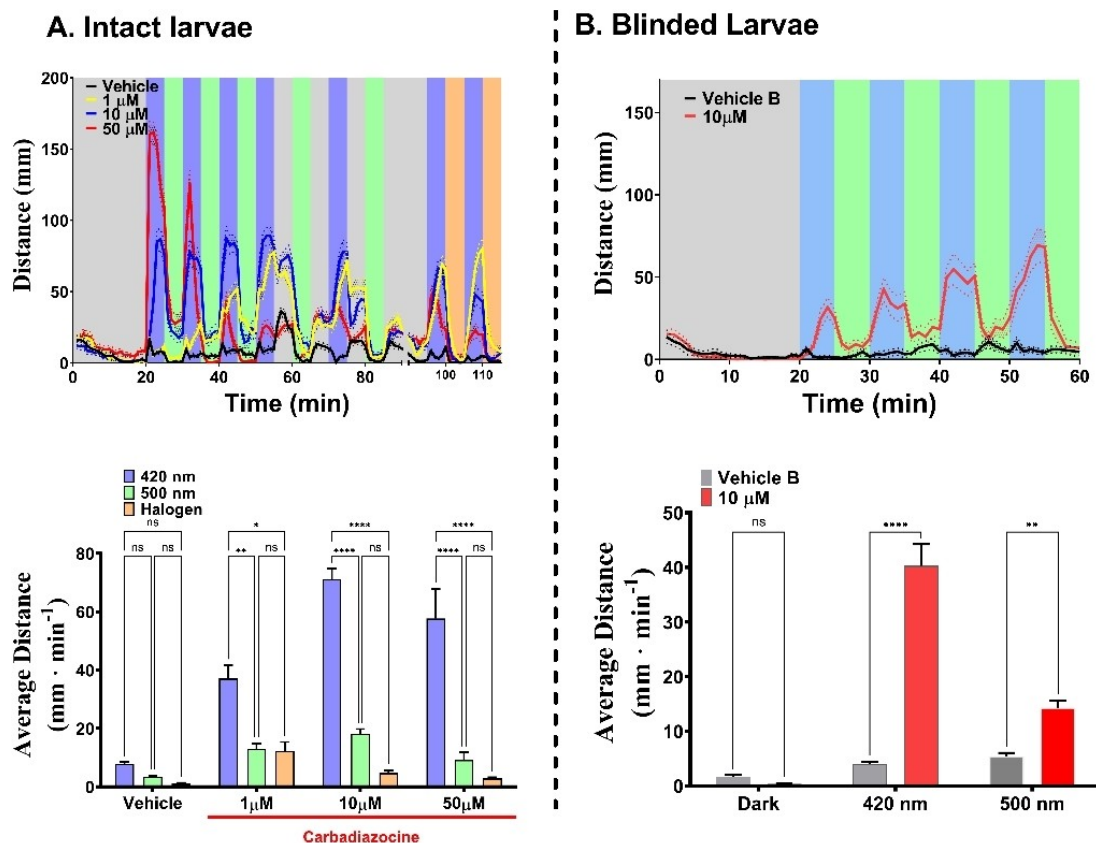 A. Intact larvae
B. Blinded Larvae
200
150
100
50
0
Distance (mm)
Vehicle
1 μM
10 μM
50 μM
0 20 40 60 80 100 110
Time (min)
150
100
50
0
Distance (mm)
Vehicle B
10μM
0 10 20 30 40 50 60
Time (min)
420 nm
500 nm
Halogen
80
60
40
20
0
Average Distance
(mm · min⁻¹)
ns
ns ns
*
** ns
****
**** ns
****
**** ns
Vehicle 1μM 10μM 50μM
Carbadiazocine
Vehicle B
10 μM
50
40
30
20
10
0
Average Distance
(mm · min⁻¹)
ns **** **
Dark 420 nm 500 nm